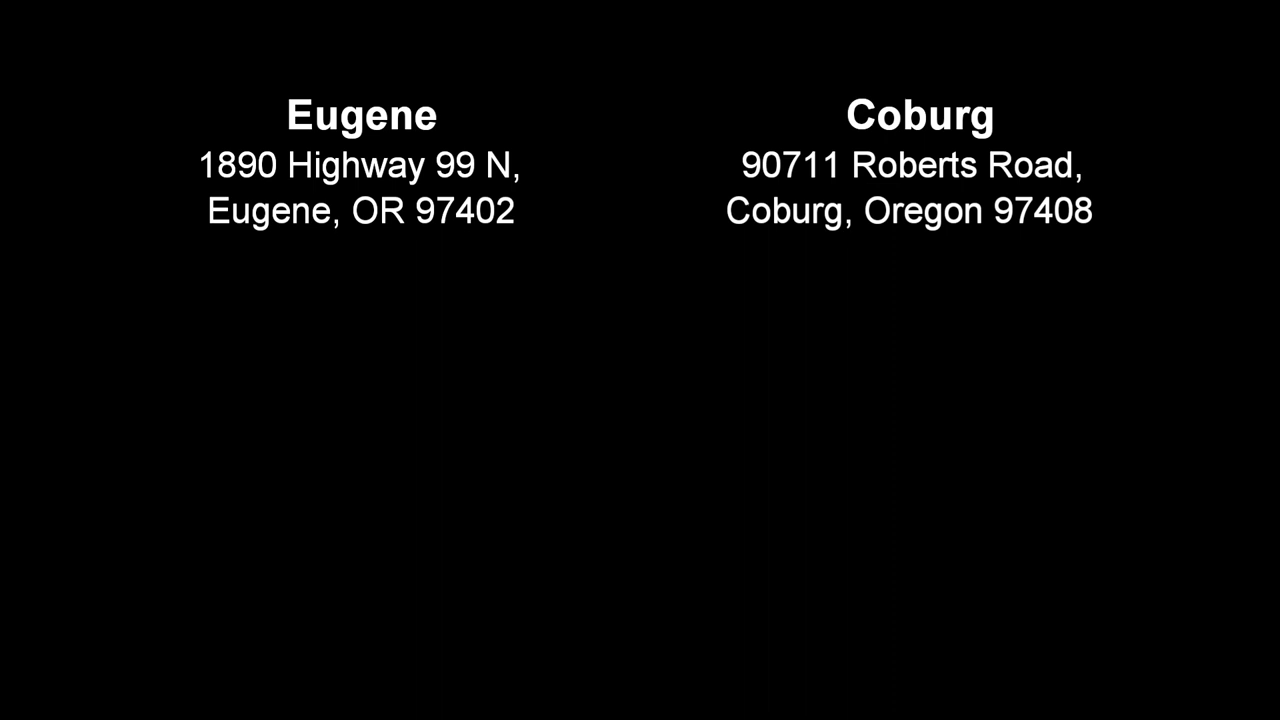 Eugene
1890 Highway 99 N,
Eugene, OR 97402
Coburg
90711 Roberts Road,
Coburg, Oregon 97408